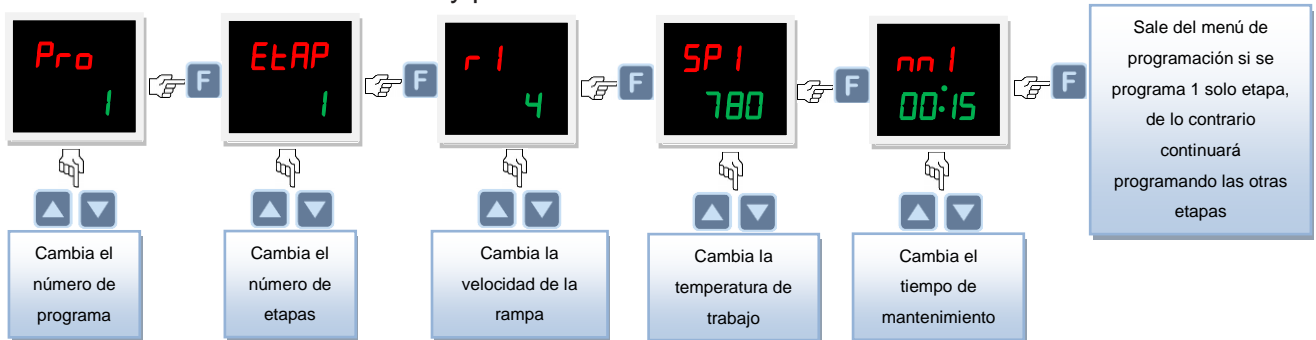 Pro
1
F
EtAP
1
F
r 1
4
F
SP1
780
F
nn1
00:15
F
Sale del menú de
programación si se
programa 1 solo etapa,
de lo contrario
continuará
programando las otras
etapas
Cambia el
número de
programa
Cambia el
número de
etapas
Cambia la
velocidad de la
rampa
Cambia la
temperatura de
trabajo
Cambia el
tiempo de
mantenimiento